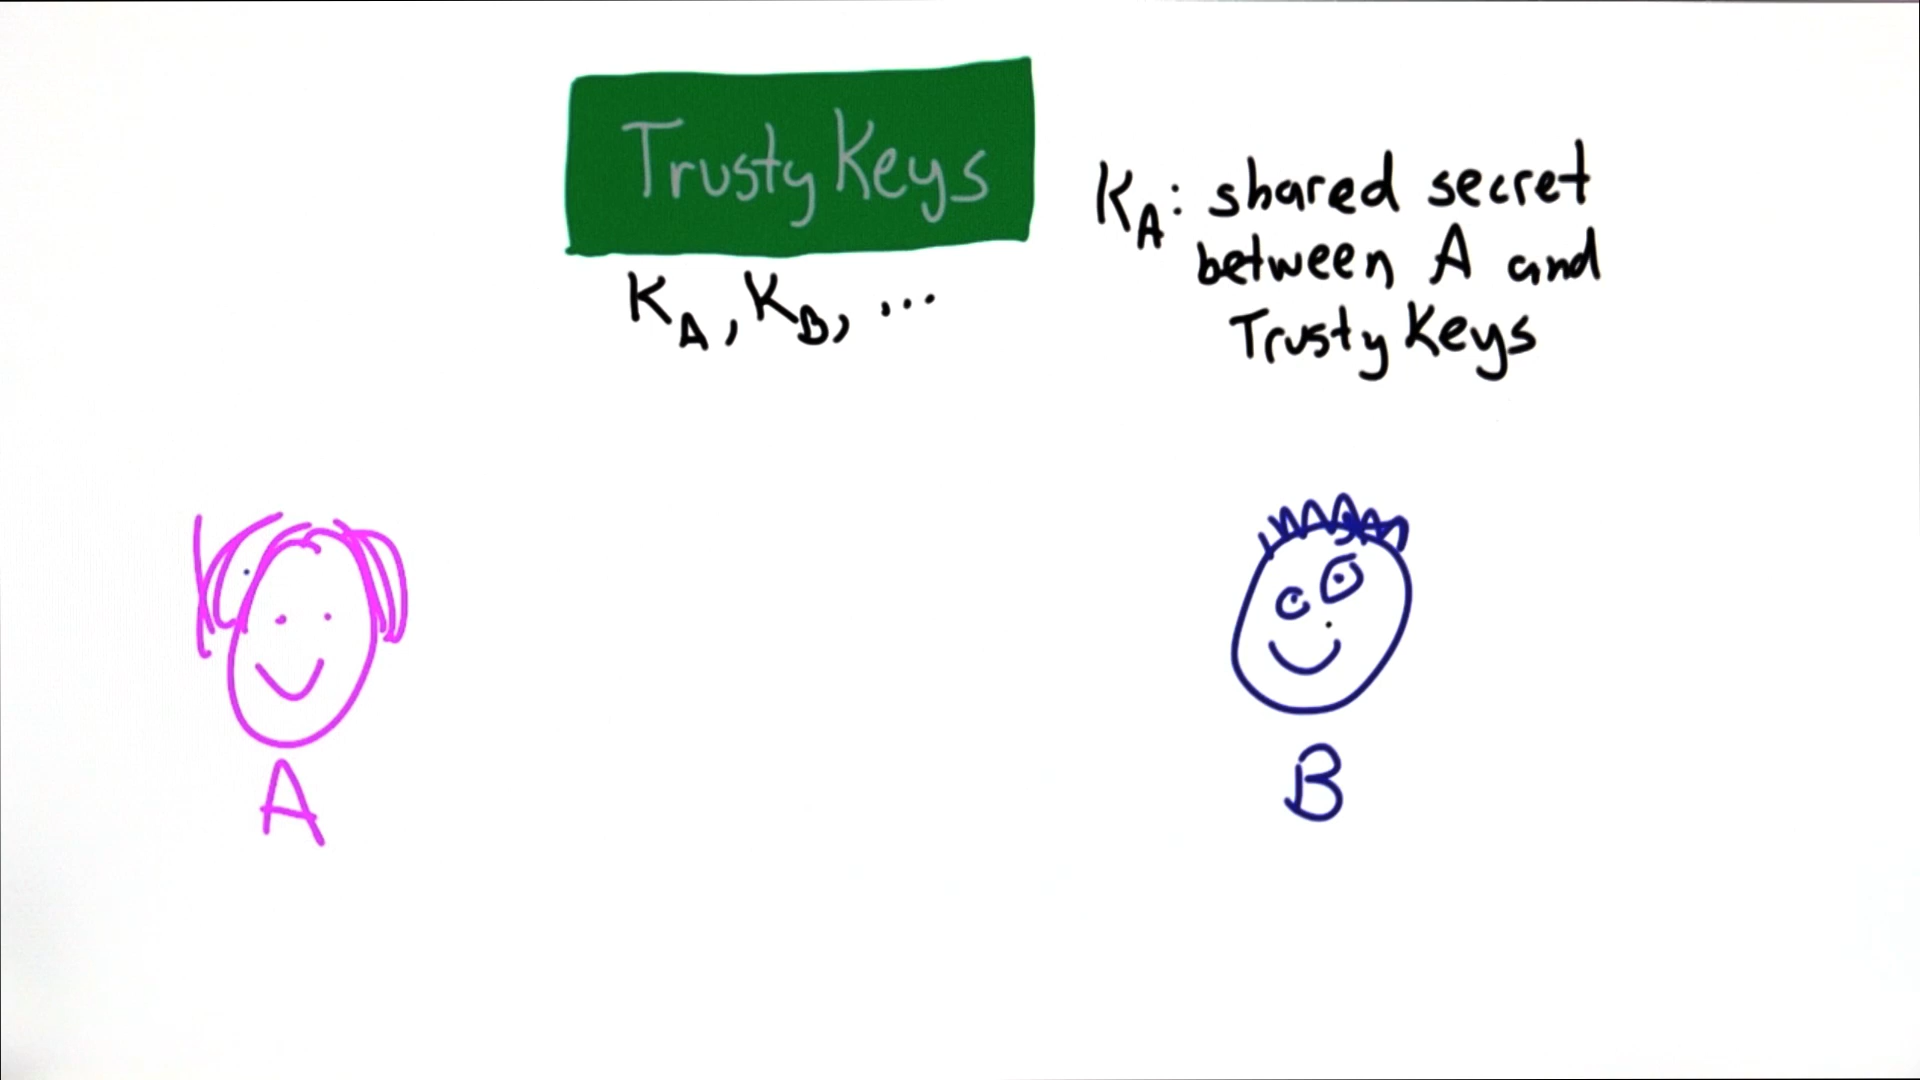 Trusty Keys
K_A, K_B, ...
K_A: shared secret
between A and
Trusty Keys
A
B